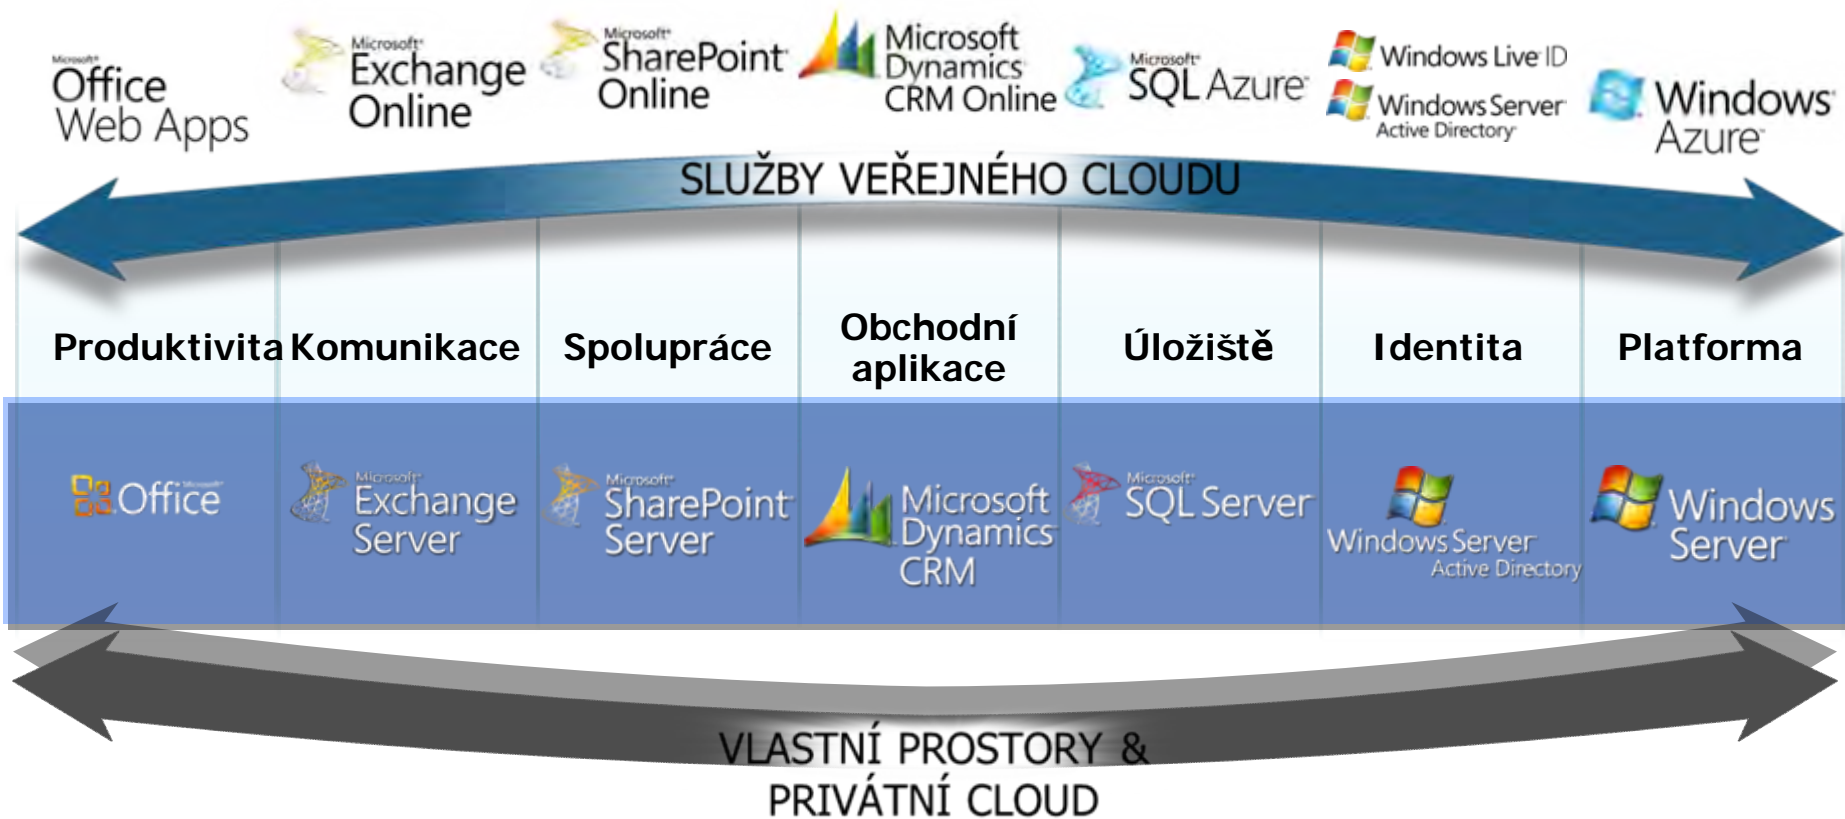 Microsoft
Office
Web Apps
Microsoft
Exchange
Online
Microsoft
SharePoint
Online
Microsoft
Dynamics
CRM Online
Microsoft
SQL Azure
Windows Live ID
Windows Server
Active Directory
Windows
Azure
SLUŽBY VEŘEJNÉHO CLOUDU
Produktivita
Komunikace
Spolupráce
Obchodní
aplikace
Úložiště
Identita
Platforma
Microsoft
Office
Microsoft
Exchange
Server
Microsoft
SharePoint
Server
Microsoft
Dynamics
CRM
Microsoft
SQL Server
Windows Server
Active Directory
Windows
Server
VLASTNÍ PROSTORY &
PRIVÁTNÍ CLOUD